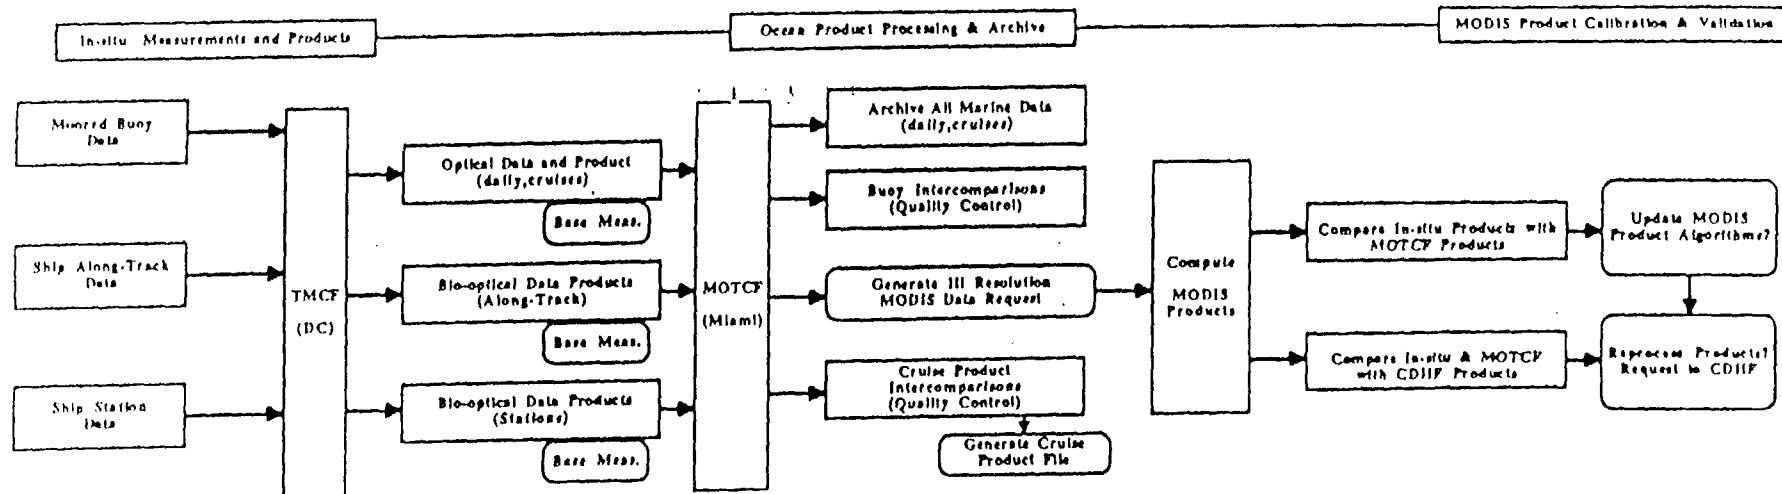 In-situ Measurements and Products
Ocean Product Processing & Archive
MODIS Product Calibration & Validation
Moored Buoy
Data
Ship Along-Track
Data
Ship Station
Data
TMCF
(DC)
Optical Data and Product
(daily,cruises)
Base Meas.
Bio-optical Data Products
(Along-Track)
Base Meas.
Bio-optical Data Products
(Stations)
Base Meas.
MOTCF
(Miami)
Archive All Marine Data
(daily,cruises)
Buoy Intercomparisons
(Quality Control)
Generate Resolution
MODIS Data Request
Cruise Product
Intercomparisons
(Quality Control)
Generate Cruise
Product File
Compute
MODIS
Products
Compare In-situ Products with
MOTCF Products
Compare In-situ & MOTCF
with CDHF Products
Update MODIS
Product Algorithms?
Reprocess Products?
Request to CDHF